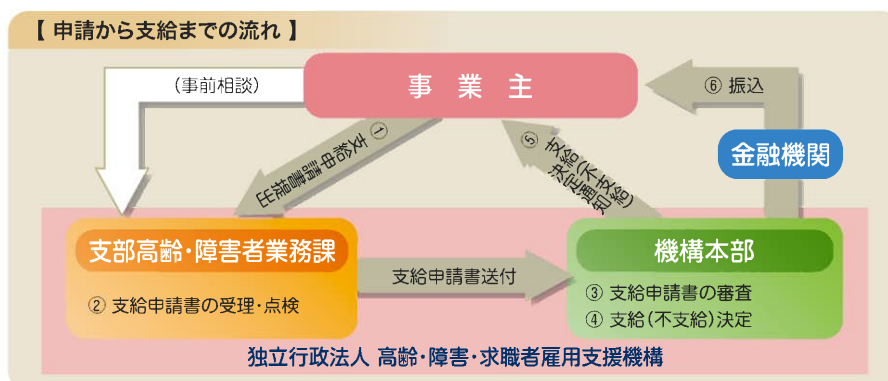 【 申請から支給までの流れ 】
(事前相談)
事業主
⑥ 振込
① 支給申請書提出
⑤ 支給(不支給)
決定通知
金融機関
支部高齢・障害者業務課
② 支給申請書の受理・点検
支給申請書送付
機構本部
③ 支給申請書の審査
④ 支給(不支給)決定
独立行政法人 高齢・障害・求職者雇用支援機構